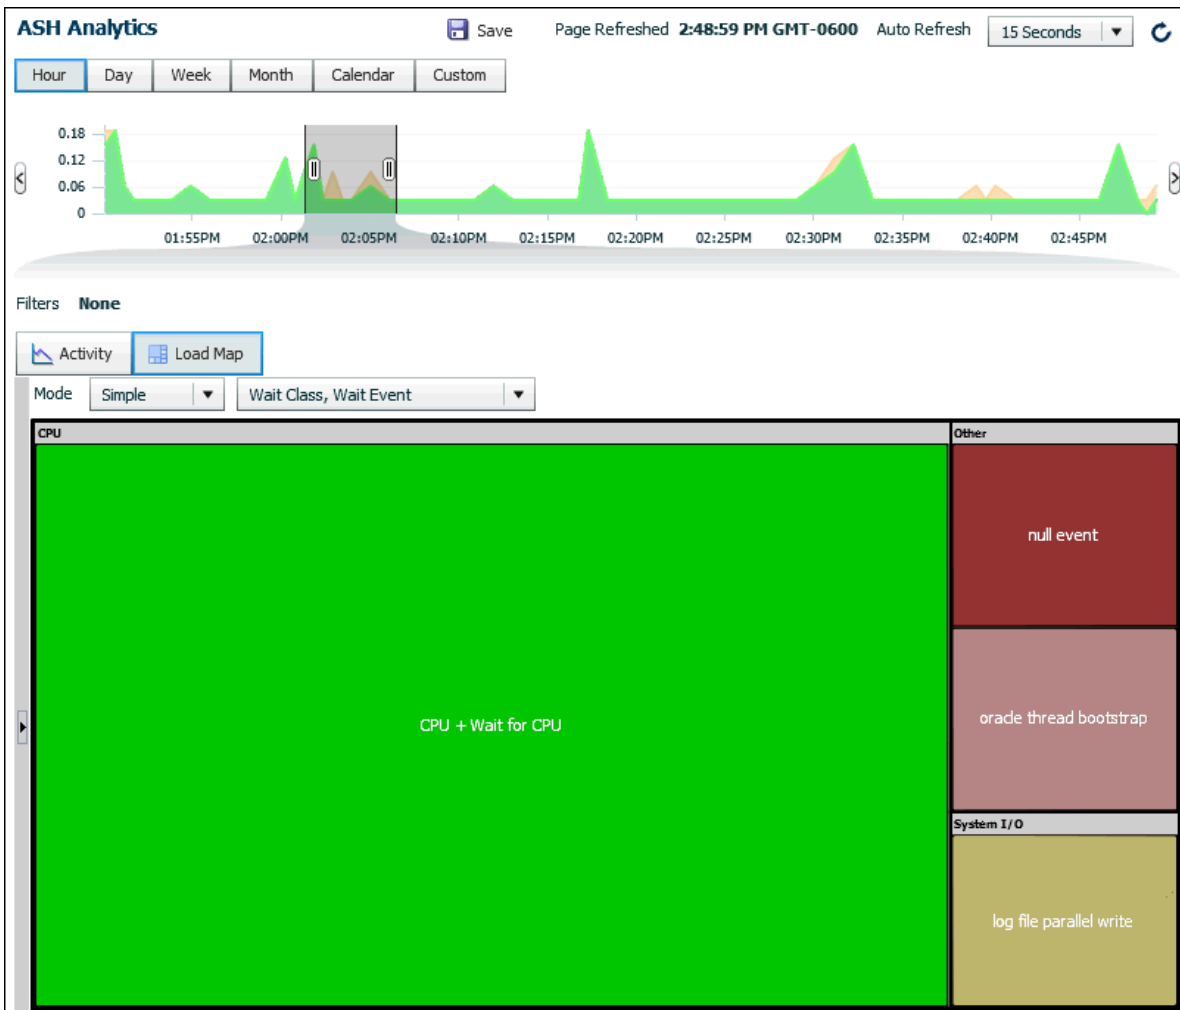 ASH Analytics Save Page Refreshed 2:48:59 PM GMT-0600 Auto Refresh 15 Seconds
Hour Day Week Month Calendar Custom
0.18
0.12
0.06
0
01:55PM 02:00PM 02:05PM 02:10PM 02:15PM 02:20PM 02:25PM 02:30PM 02:35PM 02:40PM 02:45PM
Filters None
Activity Load Map
Mode Simple Wait Class, Wait Event
CPU Other
null event
oracle thread bootstrap
CPU + Wait for CPU
System I/O
log file parallel write